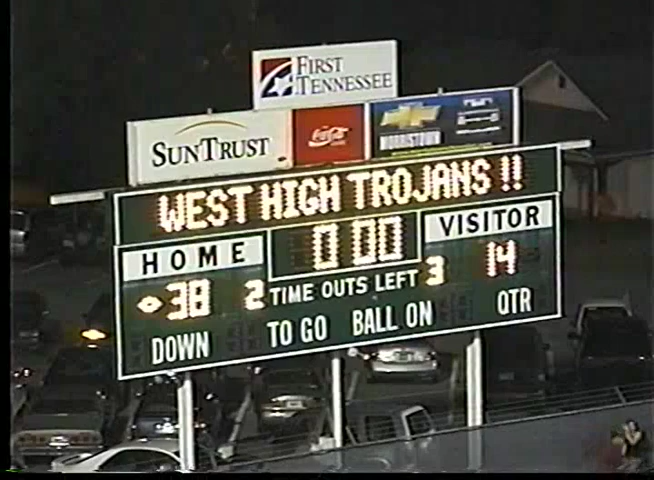 FIRST
TENNESSEE
SUNTRUST
Coca-Cola
MORRISTOWN
WEST HIGH TROJANS !!
HOME 0 00 VISITOR
38 2 TIME OUTS LEFT 3 14
DOWN TO GO BALL ON QTR